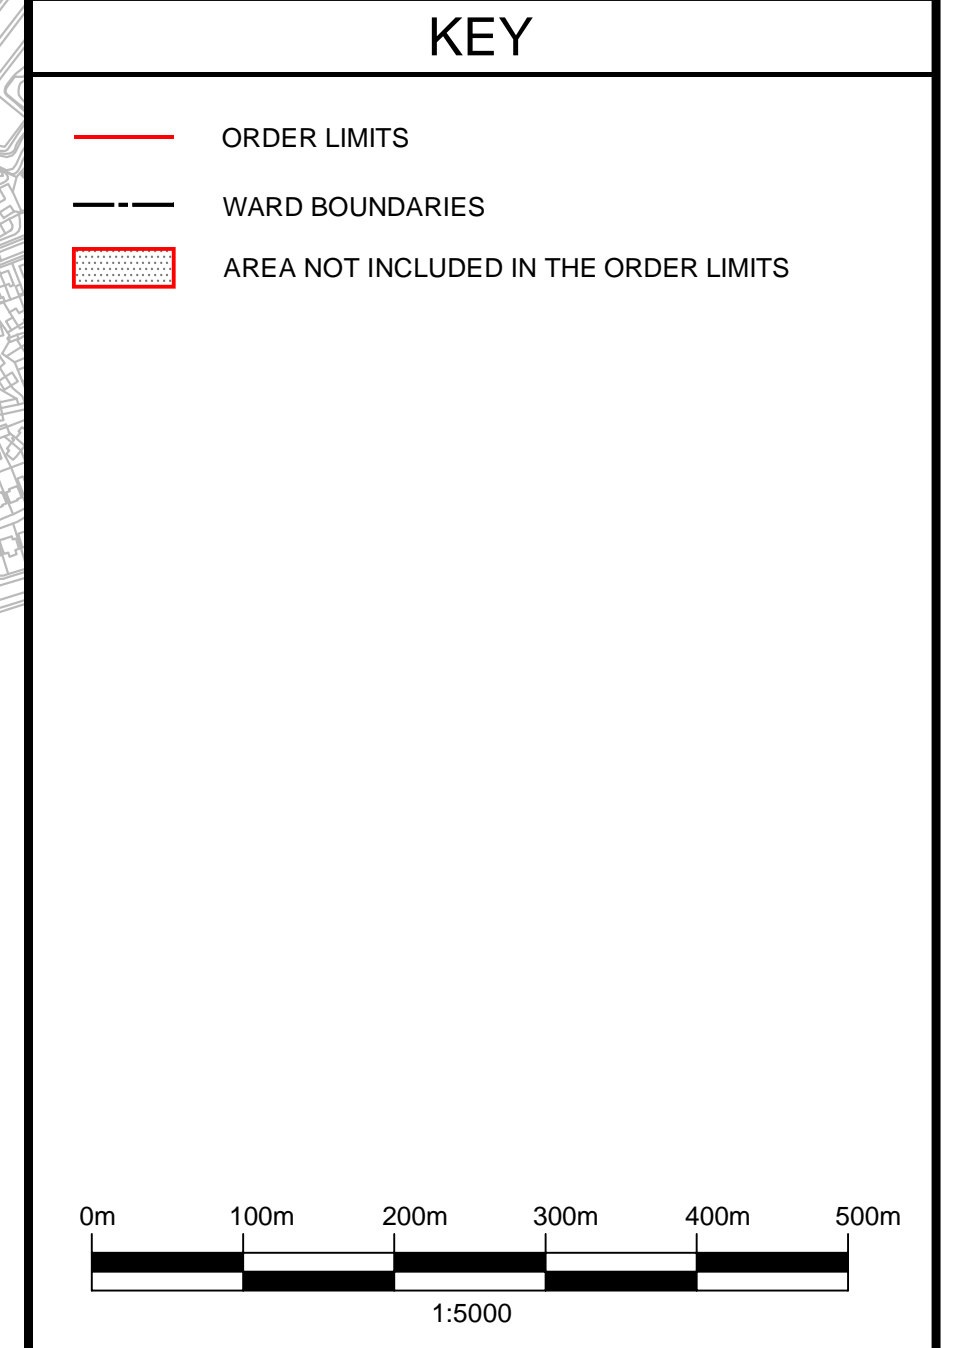 KEY
ORDER LIMITS
WARD BOUNDARIES
AREA NOT INCLUDED IN THE ORDER LIMITS
0m 100m 200m 300m 400m 500m
1:5000